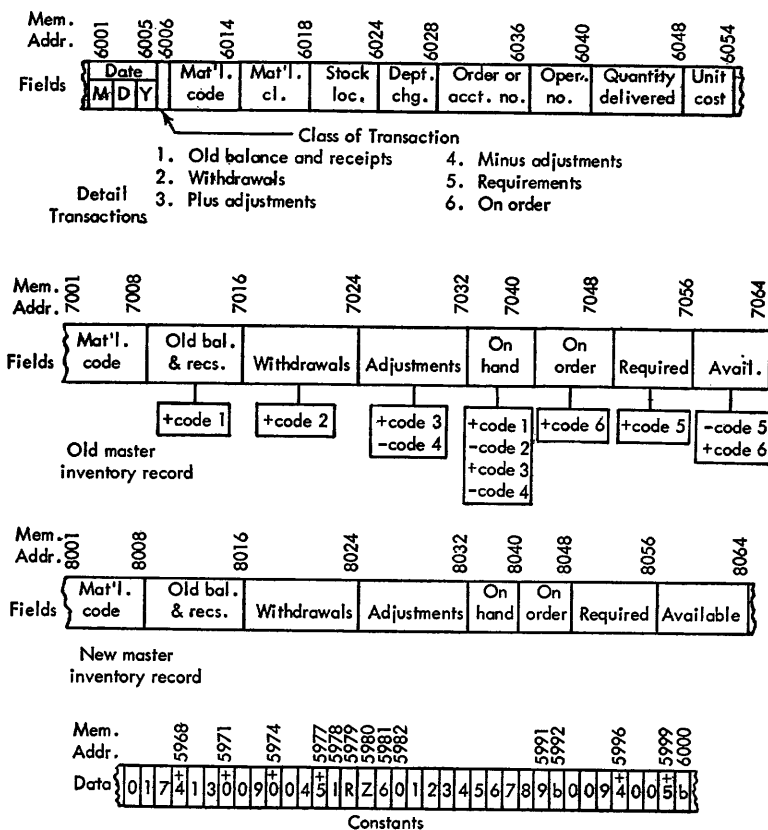 Mem. Addr. 6001 6005 6006 6014 6018 6024 6028 6036 6040 6048 6054
Fields Date M D Y Mat'l. code Mat'l. cl. Stock loc. Dept. chg. Order or acct. no. Oper. no. Quantity delivered Unit cost
Class of Transaction
Detail Transactions
1. Old balance and receipts
2. Withdrawals
3. Plus adjustments
4. Minus adjustments
5. Requirements
6. On order
Mem. Addr. 7001 7008 7016 7024 7032 7040 7048 7056 7064
Fields Mat'l. code Old bal. & recs. Withdrawals Adjustments On hand On order Required Avail.
+code 1
+code 2
+code 3
-code 4
+code 1
-code 2
+code 3
-code 4
+code 6
+code 5
-code 5
+code 6
Old master
inventory record
Mem. Addr. 8001 8008 8016 8024 8032 8040 8048 8056 8064
Fields Mat'l. code Old bal. & recs. Withdrawals Adjustments On hand On order Required Available
New master
inventory record
Mem. Addr. 5968 5971 5974 5977 5978 5979 5980 5981 5982 5991 5992 5996 5999 6000
Data 0 1 7 +4 1 3 +0 0 9 +0 0 4 +5 I R Z 6 0 1 2 3 4 5 6 7 8 9 b 0 0 9 +4 0 0 +5 b
Constants